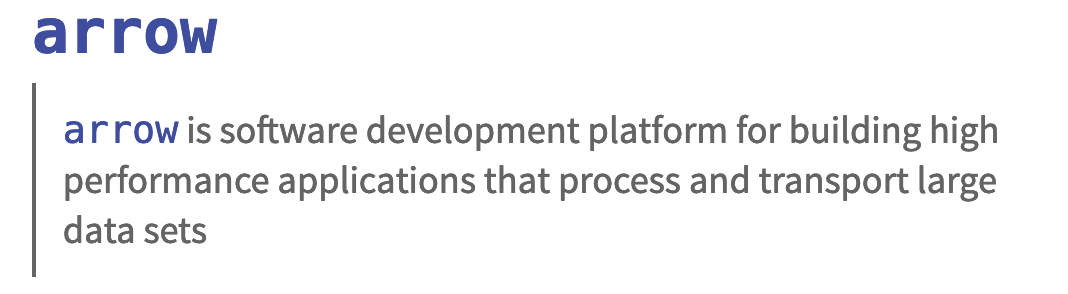 arrow
arrow is software development platform for building high
performance applications that process and transport large
data sets